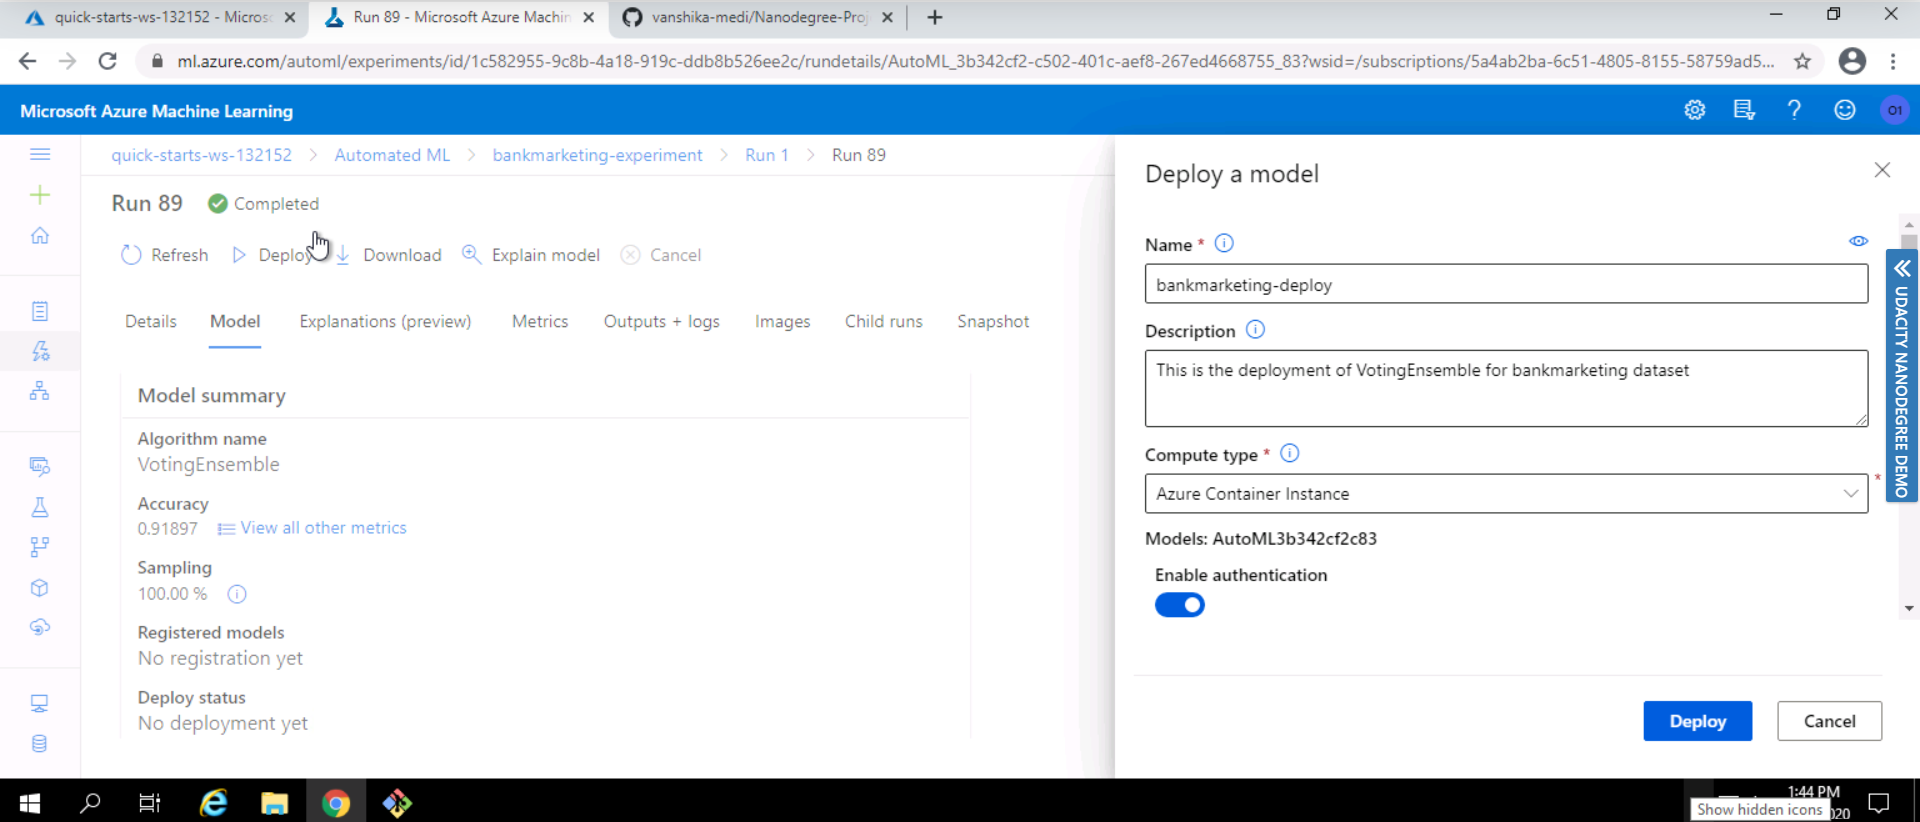 quick-starts-ws-132152 - Micros
Run 89 - Microsoft Azure Machin
vanshika-medi/Nanodegree-Proj
ml.azure.com/automl/experiments/id/1c582955-9c8b-4a18-919c-ddb8b526ee2c/rundetails/AutoML_3b342cf2-c502-401c-aef8-267ed4668755_83?wsid=/subscriptions/5a4ab2ba-6c51-4805-8155-58759ad5...
Microsoft Azure Machine Learning
O1
quick-starts-ws-132152 > Automated ML > bankmarketing-experiment > Run 1 > Run 89
Run 89 Completed
Refresh Deploy Download Explain model Cancel
Details Model Explanations (preview) Metrics Outputs + logs Images Child runs Snapshot
Model summary
Algorithm name
VotingEnsemble
Accuracy
0.91897 View all other metrics
Sampling
100.00 %
Registered models
No registration yet
Deploy status
No deployment yet
Deploy a model
Name *
bankmarketing-deploy
Description
This is the deployment of VotingEnsemble for bankmarketing dataset
Compute type *
Azure Container Instance
*
Models: AutoML3b342cf2c83
Enable authentication
Deploy Cancel
UDACITY NANODEGREE DEMO
1:44 PM
Show hidden icons
020